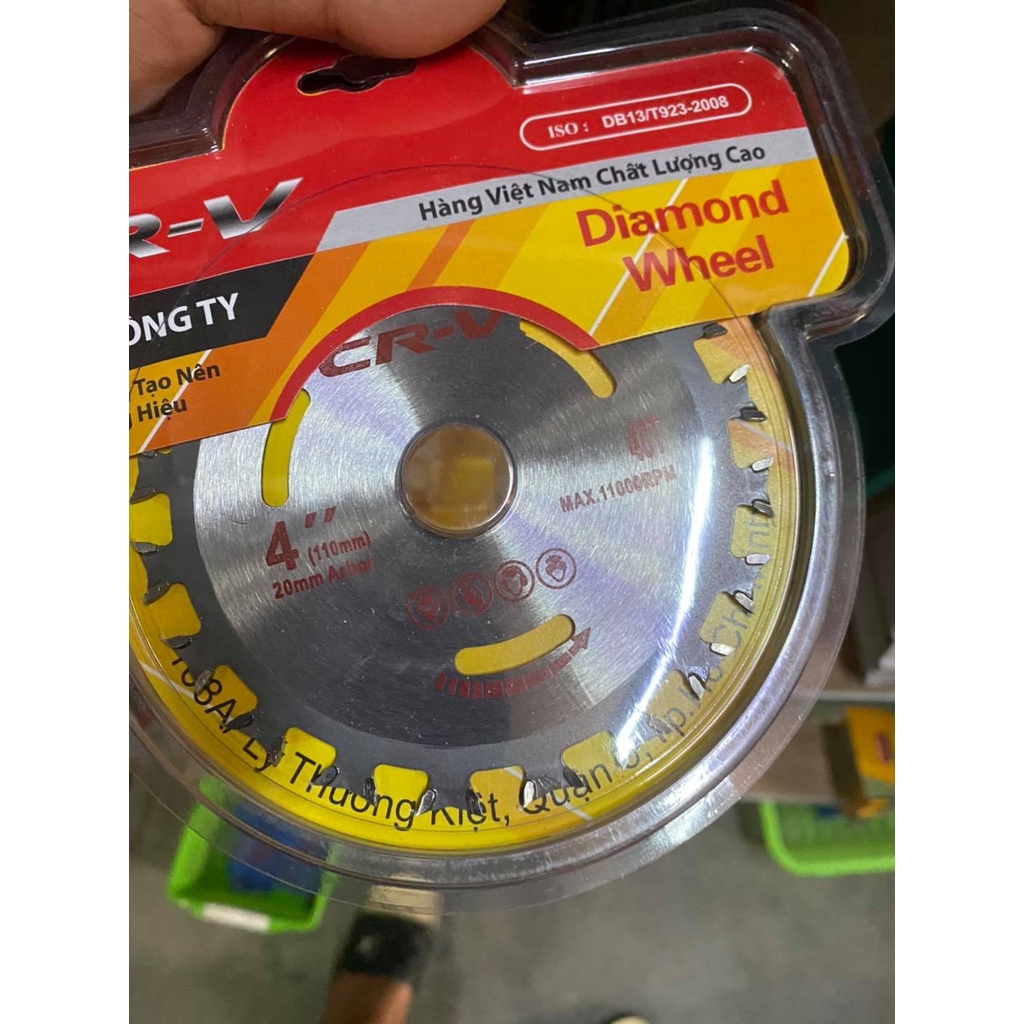 ISO : DB13/T923-2008
R-V
Hàng Việt Nam Chất Lượng Cao
Diamond
Wheel
ÔNG TY
Tạo Nên
Hiệu
CR-V
40T
MAX.11000RPM
4"
(110mm)
20mm Arbor
Lý Thường Kiệt, Quận